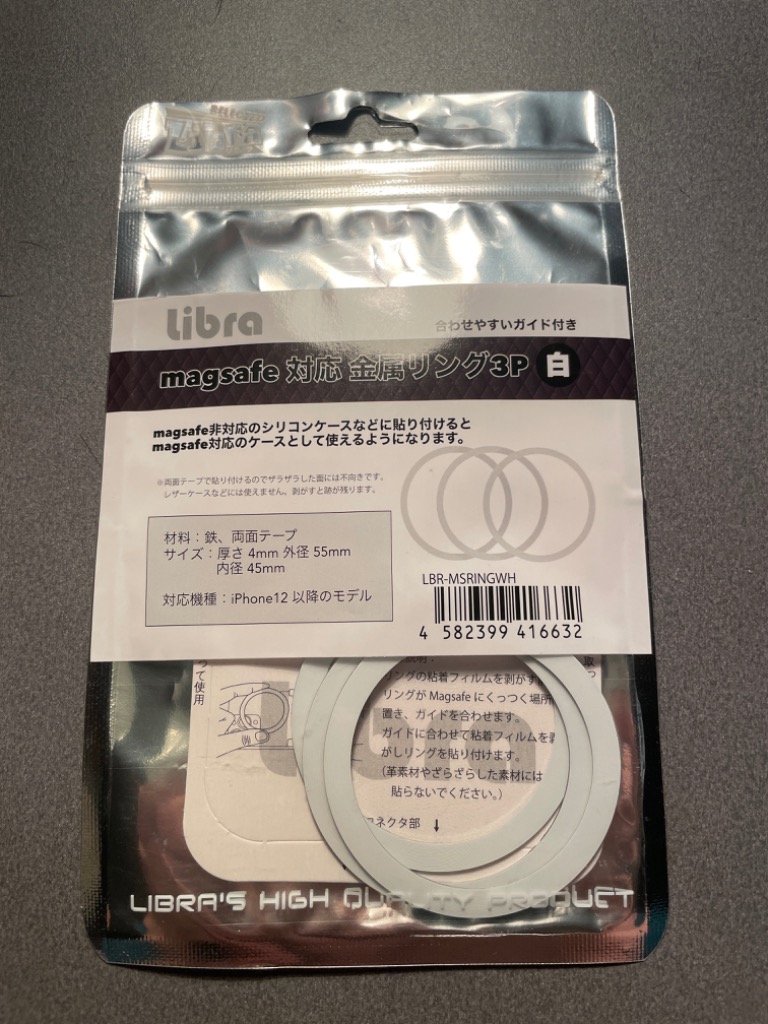 Libra
合わせやすいガイド付き
magsafe 対応 金属リング3P 白
magsafe非対応のシリコンケースなどに貼り付けると
magsafe対応のケースとして使えるようになります。
※両面テープで貼り付けるのでザラザラした面には不向きです。
レザーケースなどには使えません。剥がすと跡が残ります。
材料：鉄、両面テープ
サイズ：厚さ 4mm 外径 55mm
内径 45mm
対応機種：iPhone12 以降のモデル
LBR-MSRINGWH
4 582399 416632
って使用
リングの粘着フィルムを剥がす
リングが Magsafe にくっつく場所
置き、ガイドを合わせます。
ガイドに合わせて粘着フィルムを
がしリングを貼り付けます。
（革素材やざらざらした素材には
貼らないでください。）
コネクタ部 ↓
LIBRA'S HIGH QUALITY PRODUCT